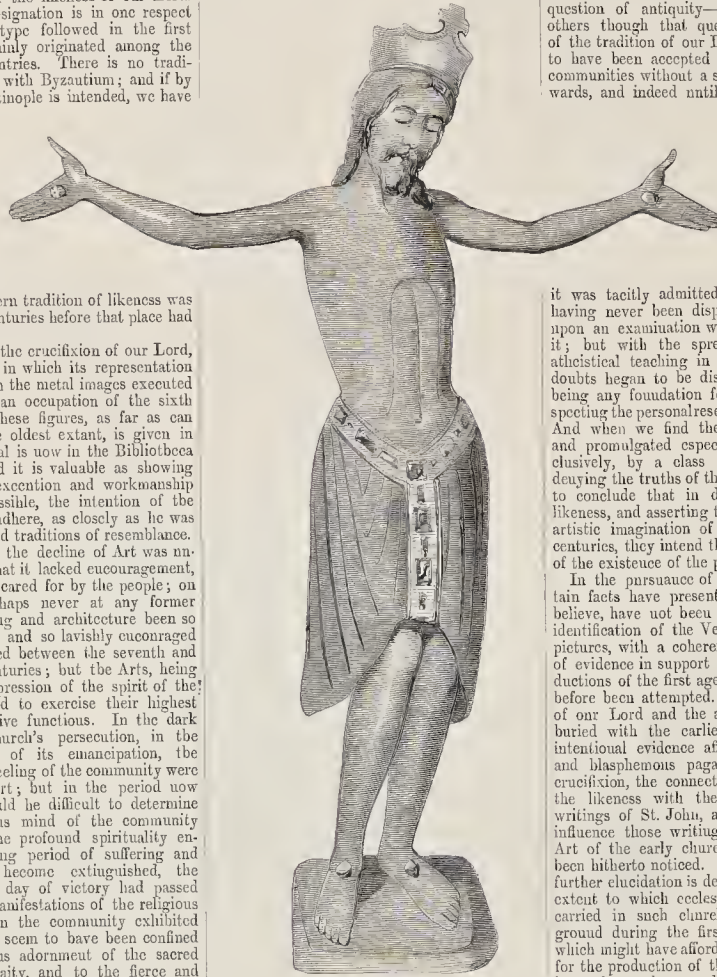 signation is in one respect
type followed in the first
ainly originated among the
ntries. There is no tradi-
with Byzautium; and if by
tinople is intended, we have
ern tradition of likeness was
nturies before that place had
the crucifixion of our Lord,
in which its representation
n the metal images executed
an occupation of the sixth
hese figures, as far as can
e oldest extant, is given in
al is now in the Bibliotheca
d it is valuable as showing
execution and workmanship
ssible, the intention of the
dhere, as closely as he was
d traditions of resemblance.
the decline of Art was un-
hat it lacked eucouragement,
cared for by the people; on
haps never at any former
ng and architecture been so
and so lavishly encouraged
ed between the seventh and
nturies; but the Arts, being
pression of the spirit of the
d to exercise their highest
ive functions. In the dark
urch's persecution, in the
of its emancipation, the
eeling of the community were
rt; but in the period now
uld be difficult to determine
us mind of the community
he profound spirituality en-
ng period of suffering and
become extinguished, the
day of victory had passed
anifestations of the religious
n the community exhibited
seem to have been confined
us adornment of the sacred
aity, and to the fierce and
question of antiquity—
others though that que
of the tradition of our L
to have been accepted
communities without a s
wards, and indeed until
it was tacitly admitted
having never been disp
upon an examination w
it; but with the spre
atheistical teaching in
doubts began to be dis
being any foundation fo
specting the personal rese
And when we find the
and promulgated espec
clusively, by a class
denying the truths of th
to conclude that in d
likeness, and asserting t
artistic imagination of
centuries, they intend th
of the existence of the p
In the pursuance of
tain facts have present
believe, have not been
identification of the Ve
pictures, with a cohere
of evidence in support
ductions of the first age
before been attempted.
of our Lord and the a
buried with the carlie
intentional evidence af
and blasphemous paga
crucifixion, the connect
the likeness with the
writings of St. John, a
influence those writing
Art of the early churc
been hitherto noticed.
further elucidation is de
extent to which eccles
carried in such churc
ground during the firs
which might have afford
for the production of t